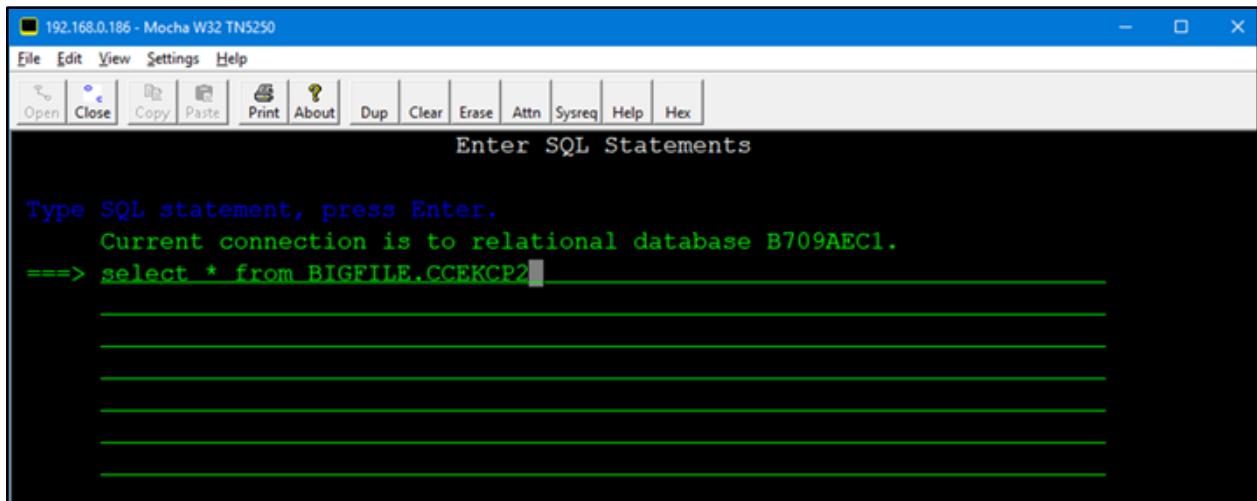 192.168.0.186 - Mocha W32 TN5250
File Edit View Settings Help
Open Close Copy Paste Print About Dup Clear Erase Attn Sysreq Help Hex
Enter SQL Statements
Type SQL statement, press Enter.
Current connection is to relational database B709AEC1.
===> select * from BIGFILE.CCEKCP2